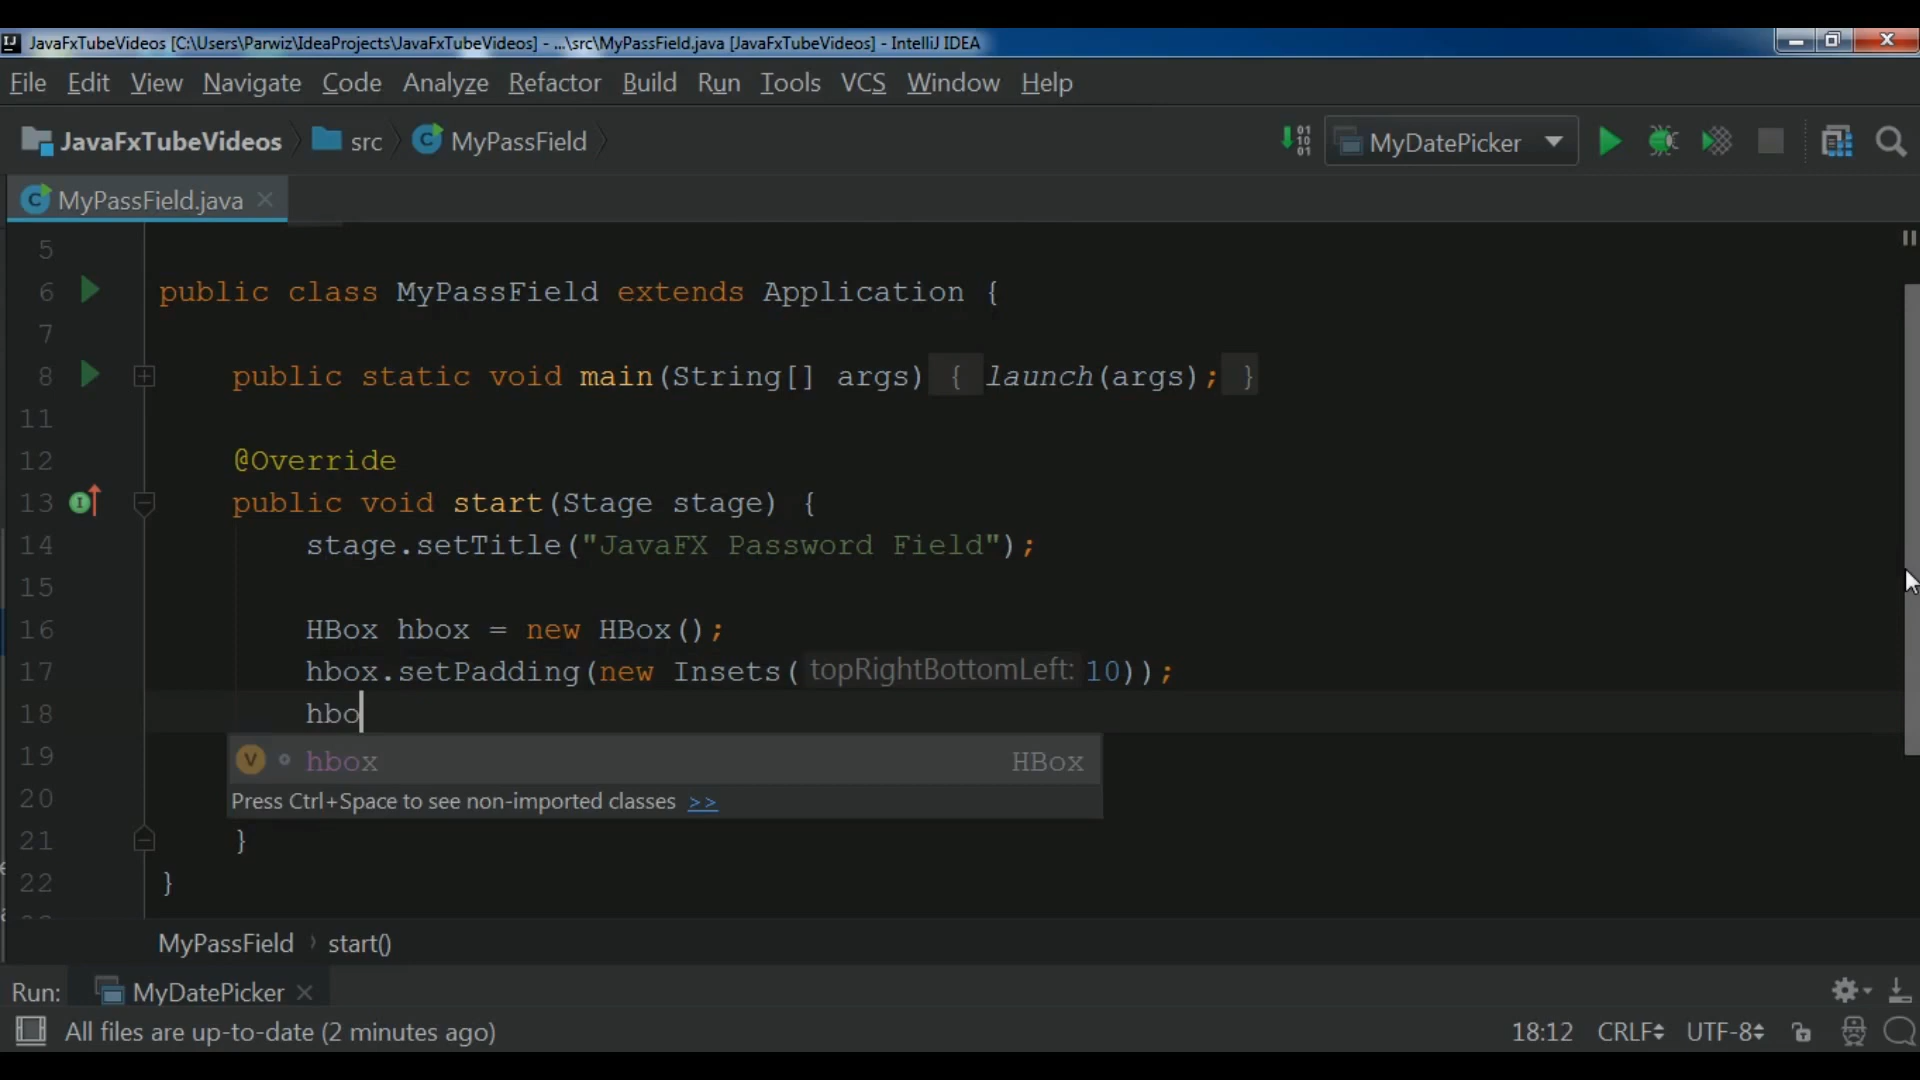 JavaFxTubeVideos [C:\Users\Parwiz\IdeaProjects\JavaFxTubeVideos] - ...\src\MyPassField.java [JavaFxTubeVideos] - IntelliJ IDEA
File Edit View Navigate Code Analyze Refactor Build Run Tools VCS Window Help
JavaFxTubeVideos src MyPassField MyDatePicker
MyPassField.java
5
6 public class MyPassField extends Application {
7
8 public static void main(String[] args) { launch(args); }
11
12 @Override
13 public void start(Stage stage) {
14 stage.setTitle("JavaFX Password Field");
15
16 HBox hbox = new HBox();
17 hbox.setPadding(new Insets( topRightBottomLeft: 10));
18 hbo
19 hbox HBox
20 Press Ctrl+Space to see non-imported classes >>
21 }
22 }
MyPassField start()
Run: MyDatePicker
All files are up-to-date (2 minutes ago) 18:12 CRLF UTF-8